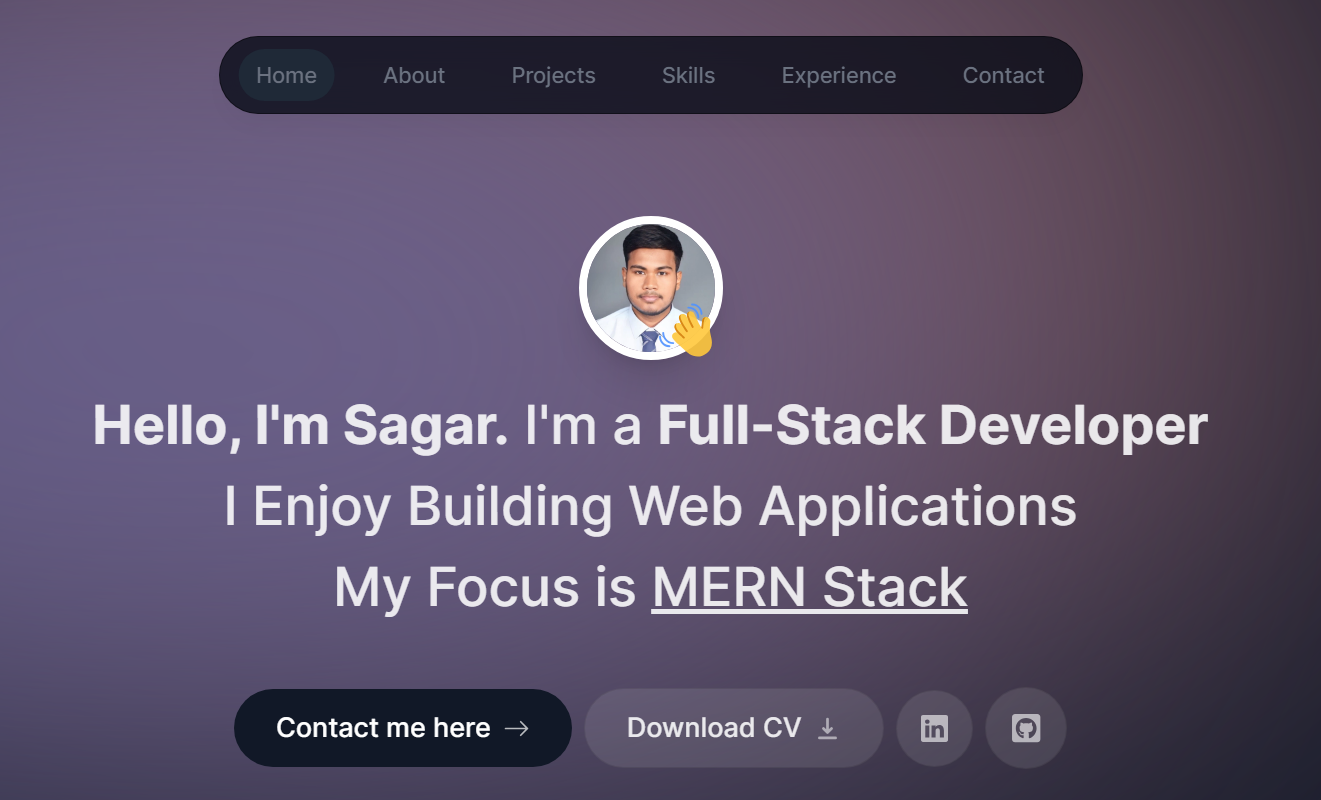 Home About Projects Skills Experience Contact
Hello, I'm Sagar. I'm a Full-Stack Developer
I Enjoy Building Web Applications
My Focus is MERN Stack
Contact me here Download CV in